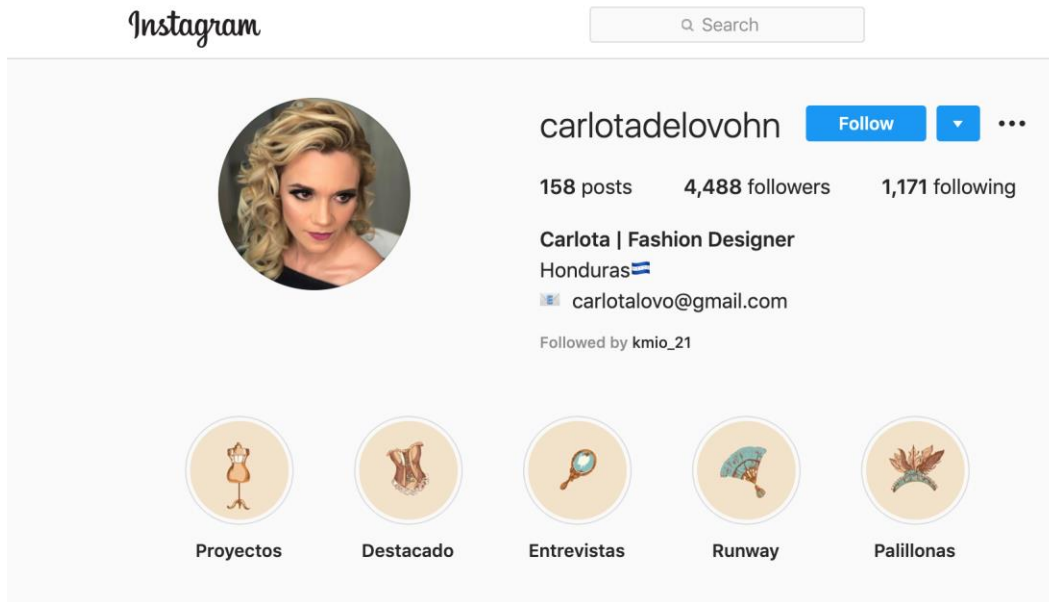 Instagram
Search
carlotadelovohn Follow
158 posts 4,488 followers 1,171 following
Carlota | Fashion Designer
Honduras🇭🇳
📧 carlotalovo@gmail.com
Followed by kmio_21
Proyectos Destacado Entrevistas Runway Palillonas